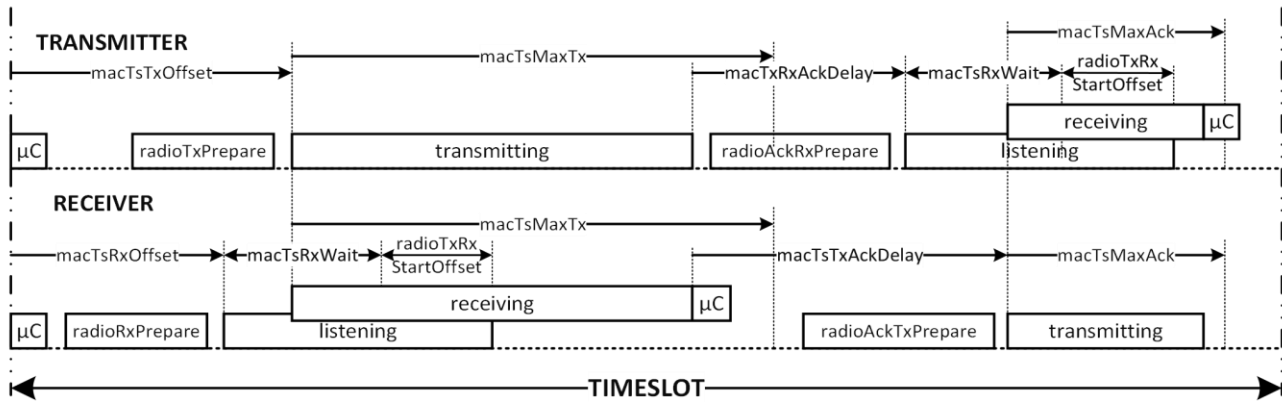 TRANSMITTER
macTsMaxAck
macTsMaxTx
macTsTxOffset
macTxRxAckDelay
macTsRxWait
radioTxRx
StartOffset
receiving
µC
µC
radioTxPrepare
transmitting
radioAckRxPrepare
listening
RECEIVER
macTsMaxTx
macTsRxOffset
macTsRxWait
radioTxRx
StartOffset
macTsTxAckDelay
macTsMaxAck
receiving
µC
µC
radioRxPrepare
listening
radioAckTxPrepare
transmitting
TIMESLOT